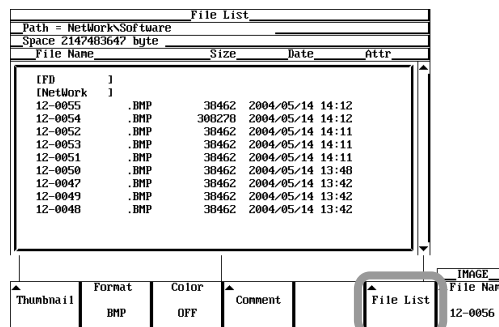 File List
Path = NetWork\Software
Space 2147483647 byte
File Name Size Date Attr
[FD ]
[NetWork ]
12-0055 .BMP 38462 2004/05/14 14:12
12-0054 .BMP 308278 2004/05/14 14:12
12-0052 .BMP 38462 2004/05/14 14:11
12-0053 .BMP 38462 2004/05/14 14:12
12-0051 .BMP 38462 2004/05/14 14:11
12-0050 .BMP 38462 2004/05/14 13:48
12-0047 .BMP 38462 2004/05/14 13:42
12-0049 .BMP 38462 2004/05/14 13:42
12-0048 .BMP 38462 2004/05/14 13:42
IMAGE
Thumbnail Format Color Comment File List File Nam
BMP OFF 12-0056